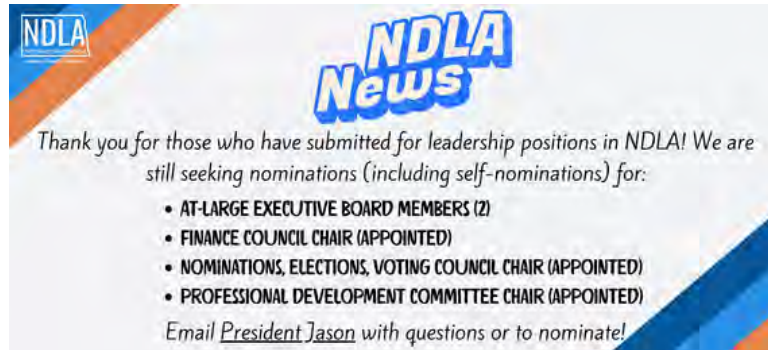 NDLA
NDLA
News
Thank you for those who have submitted for leadership positions in NDLA! We are
still seeking nominations (including self-nominations) for:
• AT-LARGE EXECUTIVE BOARD MEMBERS (2)
• FINANCE COUNCIL CHAIR (APPOINTED)
• NOMINATIONS, ELECTIONS, VOTING COUNCIL CHAIR (APPOINTED)
• PROFESSIONAL DEVELOPMENT COMMITTEE CHAIR (APPOINTED)
Email President Jason with questions or to nominate!